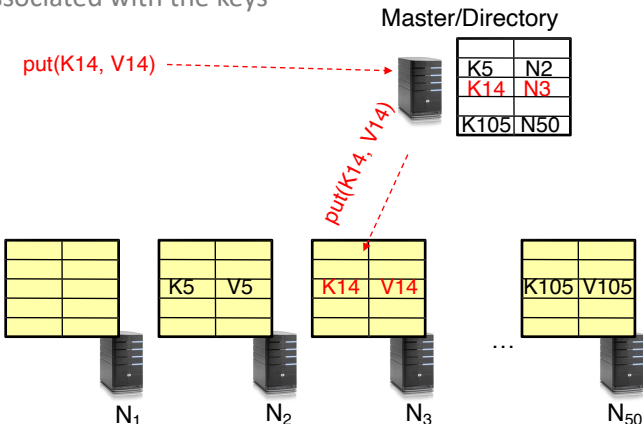 ssociated with the keys
Master/Directory
put(K14, V14)
K5 N2
K14 N3
K105 N50
put(K14, V14)
K5 V5
K14 V14
K105 V105
…
N1
N2
N3
N50